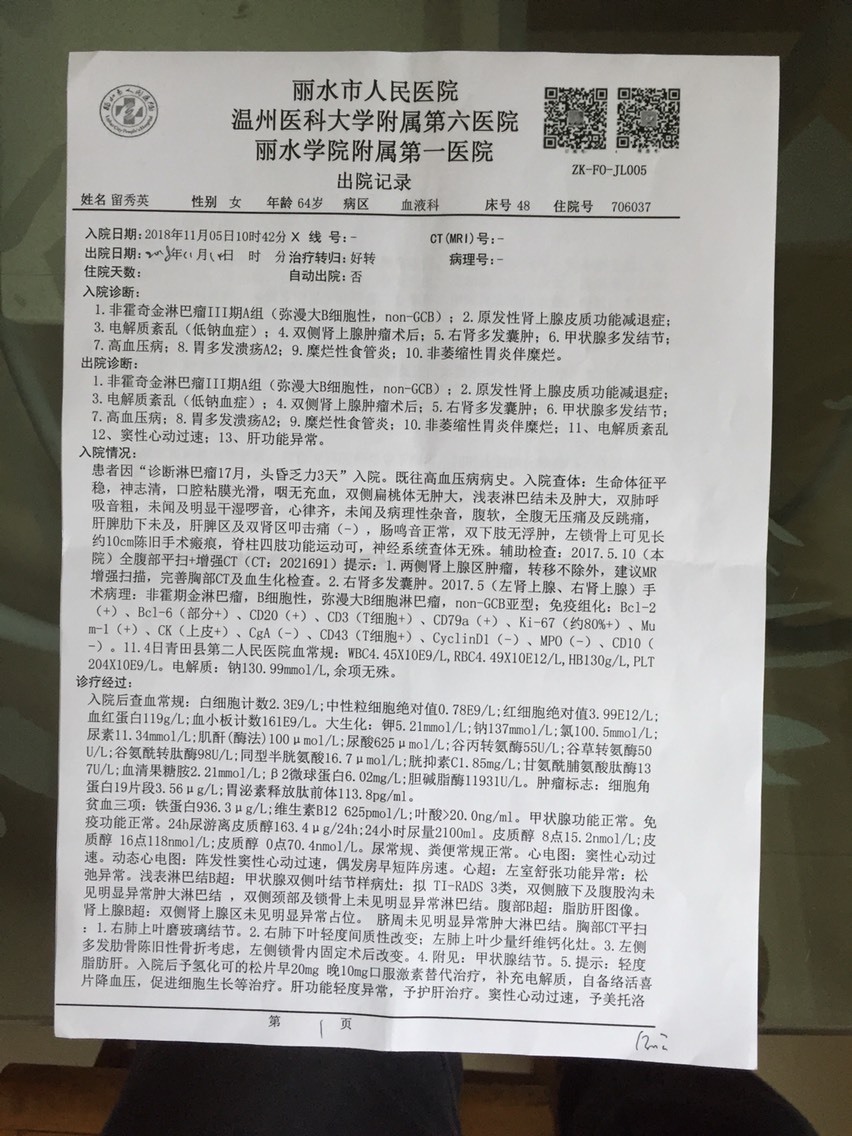 丽水市人民医院
温州医科大学附属第六医院
丽水学院附属第一医院
ZK-FO-JL005
出院记录
姓名 留秀英 性别 女 年龄 64岁 病区 血液科 床号 48 住院号 706037
入院日期:2018年11月05日10时42分 X 线 号:- CT(MRI)号:-
出院日期:2018年11月14日 时 分 治疗转归:好转 病理号:-
住院天数: 自动出院:否
入院诊断:
1.非霍奇金淋巴瘤III期A组（弥漫大B细胞性，non-GCB）；2.原发性肾上腺皮质功能减退症；
3.电解质紊乱（低钠血症）；4.双侧肾上腺肿瘤术后；5.右肾多发囊肿；6.甲状腺多发结节；
7.高血压病；8.胃多发溃疡A2；9.糜烂性食管炎；10.非萎缩性胃炎伴糜烂。
出院诊断:
1.非霍奇金淋巴瘤III期A组（弥漫大B细胞性，non-GCB）；2.原发性肾上腺皮质功能减退症；
3.电解质紊乱（低钠血症）；4.双侧肾上腺肿瘤术后；5.右肾多发囊肿；6.甲状腺多发结节；
7.高血压病；8.胃多发溃疡A2；9.糜烂性食管炎；10.非萎缩性胃炎伴糜烂；11、电解质紊乱
12、窦性心动过速；13、肝功能异常。
入院情况:
患者因“诊断淋巴瘤17月，头昏乏力3天”入院。既往高血压病病史。入院查体：生命体征平
稳，神志清，口腔粘膜光滑，咽无充血，双侧扁桃体无肿大，浅表淋巴结未及肿大，双肺呼
吸音粗，未闻及明显干湿啰音，心律齐，未闻及病理性杂音，腹软，全腹无压痛及反跳痛，
肝脾肋下未及，肝脾区及双肾区叩击痛（-），肠鸣音正常，双下肢无浮肿，左锁骨上可见长
约10cm陈旧手术瘢痕，脊柱四肢功能运动可，神经系统查体无殊。辅助检查：2017.5.10（本
院）全腹部平扫+增强CT（CT：2021691）提示：1.两侧肾上腺区肿瘤，转移不除外，建议MR
增强扫描，完善胸部CT及血生化检查。2.右肾多发囊肿。2017.5（左肾上腺、右肾上腺）手
术病理：非霍奇金淋巴瘤，B细胞性，弥漫大B细胞淋巴瘤，non-GCB亚型；免疫组化：Bcl-2
（+）、Bcl-6（部分+）、CD20（+）、CD3（T细胞+）、CD79a（+）、Ki-67（约80%+）、Mu
m-1（+）、CK（上皮+）、CgA（-）、CD43（T细胞+）、CyclinD1（-）、MPO（-）、CD10（
-）。11.4日青田县第二人民医院血常规：WBC4.45X10E9/L,RBC4.49X10E12/L,HB130g/L,PLT
204X10E9/L。电解质：钠130.99mmol/L,余项无殊。
诊疗经过:
入院后查血常规：白细胞计数2.3E9/L;中性粒细胞绝对值0.78E9/L;红细胞绝对值3.99E12/L;
血红蛋白119g/L;血小板计数161E9/L。大生化：钾5.21mmol/L;钠137mmol/L;氯100.5mmol/L;
尿素11.34mmol/L;肌酐(酶法)100μmol/L;尿酸625μmol/L;谷丙转氨酶55U/L;谷草转氨酶50
U/L;谷氨酰转肽酶98U/L;同型半胱氨酸16.7μmol/L;胱抑素C1.85mg/L;甘氨酰脯氨酸肽酶13
7U/L;血清果糖胺2.21mmol/L;β2微球蛋白6.02mg/L;胆碱脂酶11931U/L。肿瘤标志：细胞角
蛋白19片段3.56μg/L;胃泌素释放肽前体113.8pg/ml。
贫血三项：铁蛋白936.3μg/L;维生素B12 625pmol/L;叶酸>20.0ng/ml。甲状腺功能正常。免
疫功能正常。24h尿游离皮质醇163.4μg/24h;24小时尿量2100ml。皮质醇 8点15.2nmol/L;皮
质醇 16点118nmol/L;皮质醇 0点70.4nmol/L。尿常规、粪便常规正常。心电图：窦性心动过
速。动态心电图：阵发性窦性心动过速，偶发房早短阵房速。心超：左室舒张功能异常：松
弛异常。浅表淋巴结B超：甲状腺双侧叶结节样病灶：拟 TI-RADS 3类，双侧腋下及腹股沟未
见明显异常肿大淋巴结 ，双侧颈部及锁骨上未见明显异常淋巴结。腹部B超：脂肪肝图像。
肾上腺B超：双侧肾上腺区未见明显异常占位。 脐周未见明显异常肿大淋巴结。胸部CT平扫
：1.右肺上叶磨玻璃结节。2.右肺下叶轻度间质性改变；左肺上叶少量纤维钙化灶。3.左侧
多发肋骨陈旧性骨折考虑，左侧锁骨内固定术后改变。4.附见：甲状腺结节。5.提示：轻度
脂肪肝。入院后予氢化可的松片早20mg 晚10mg口服激素替代治疗，补充电解质，自备络活喜
片降血压，促进细胞生长等治疗。肝功能轻度异常，予护肝治疗。窦性心动过速，予美托洛
第 1 页